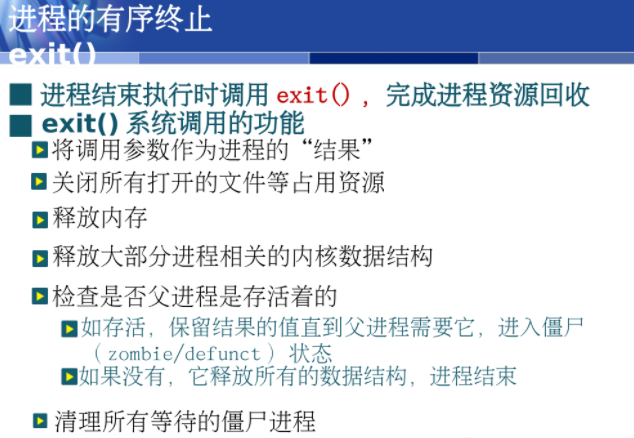 进程的有序终止
exit()
进程结束执行时调用 exit() ，完成进程资源回收
exit() 系统调用的功能
将调用参数作为进程的“结果”
关闭所有打开的文件等占用资源
释放内存
释放大部分进程相关的内核数据结构
检查是否父进程是存活着的
如存活，保留结果的值直到父进程需要它，进入僵尸
（ zombie/defunct ）状态
如果没有，它释放所有的数据结构，进程结束
清理所有等待的僵尸进程